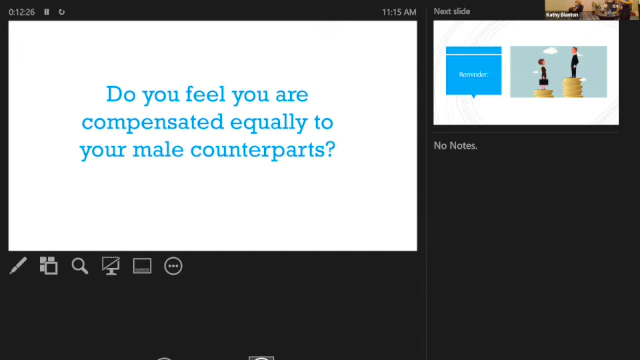 0:12:26
11:15 AM
Next slide
Kathy Blanton
Do you feel you are
compensated equally to
your male counterparts?
Reminder:
No Notes.